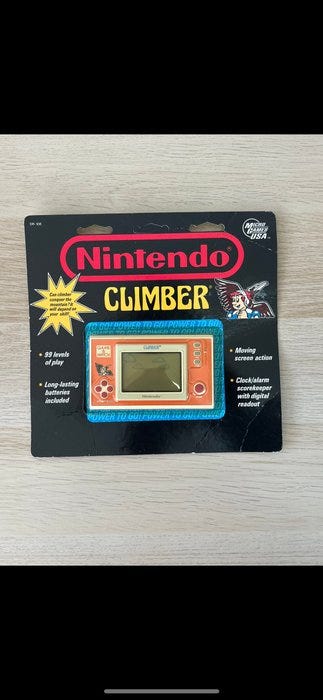 MICRO
GAMES
USA
Nintendo®
CLIMBER
Can climber
conquer the
mountain? It
will depend on
your skill!
• 99 levels
of play
• Long-lasting
batteries
included
• Moving
screen action
• Clock/alarm
scorekeeper
with digital
readout
POWER TO GO! POWER TO GO! POWER TO GO!
GAME &
CLIMBER
Nintendo